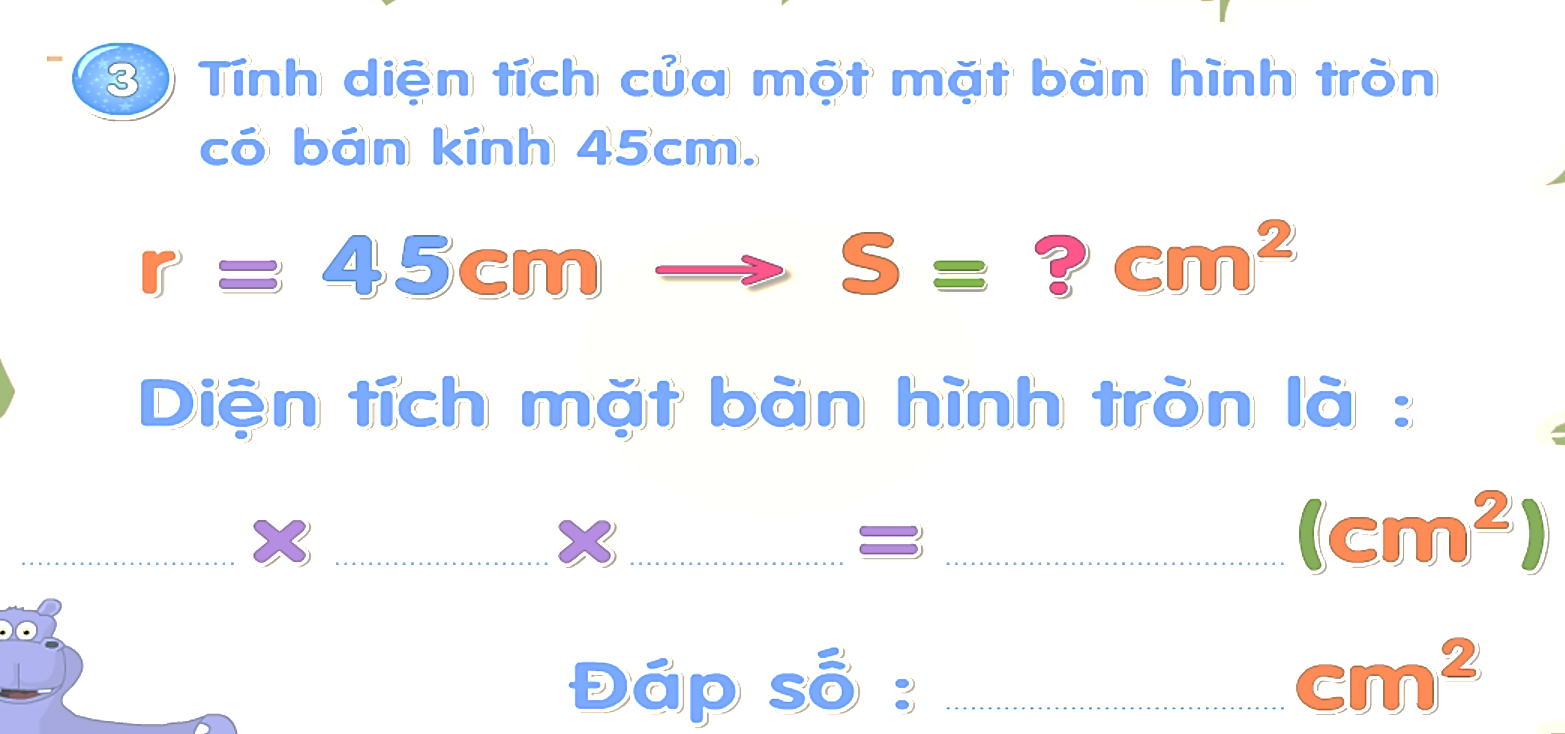 3 Tính diện tích của một mặt bàn hình tròn
có bán kính 45cm.
r = 45cm → S = ? cm²
Diện tích mặt bàn hình tròn là :
.................... × .................... × .................... = .............................. (cm²)
Đáp số : .............................. cm²